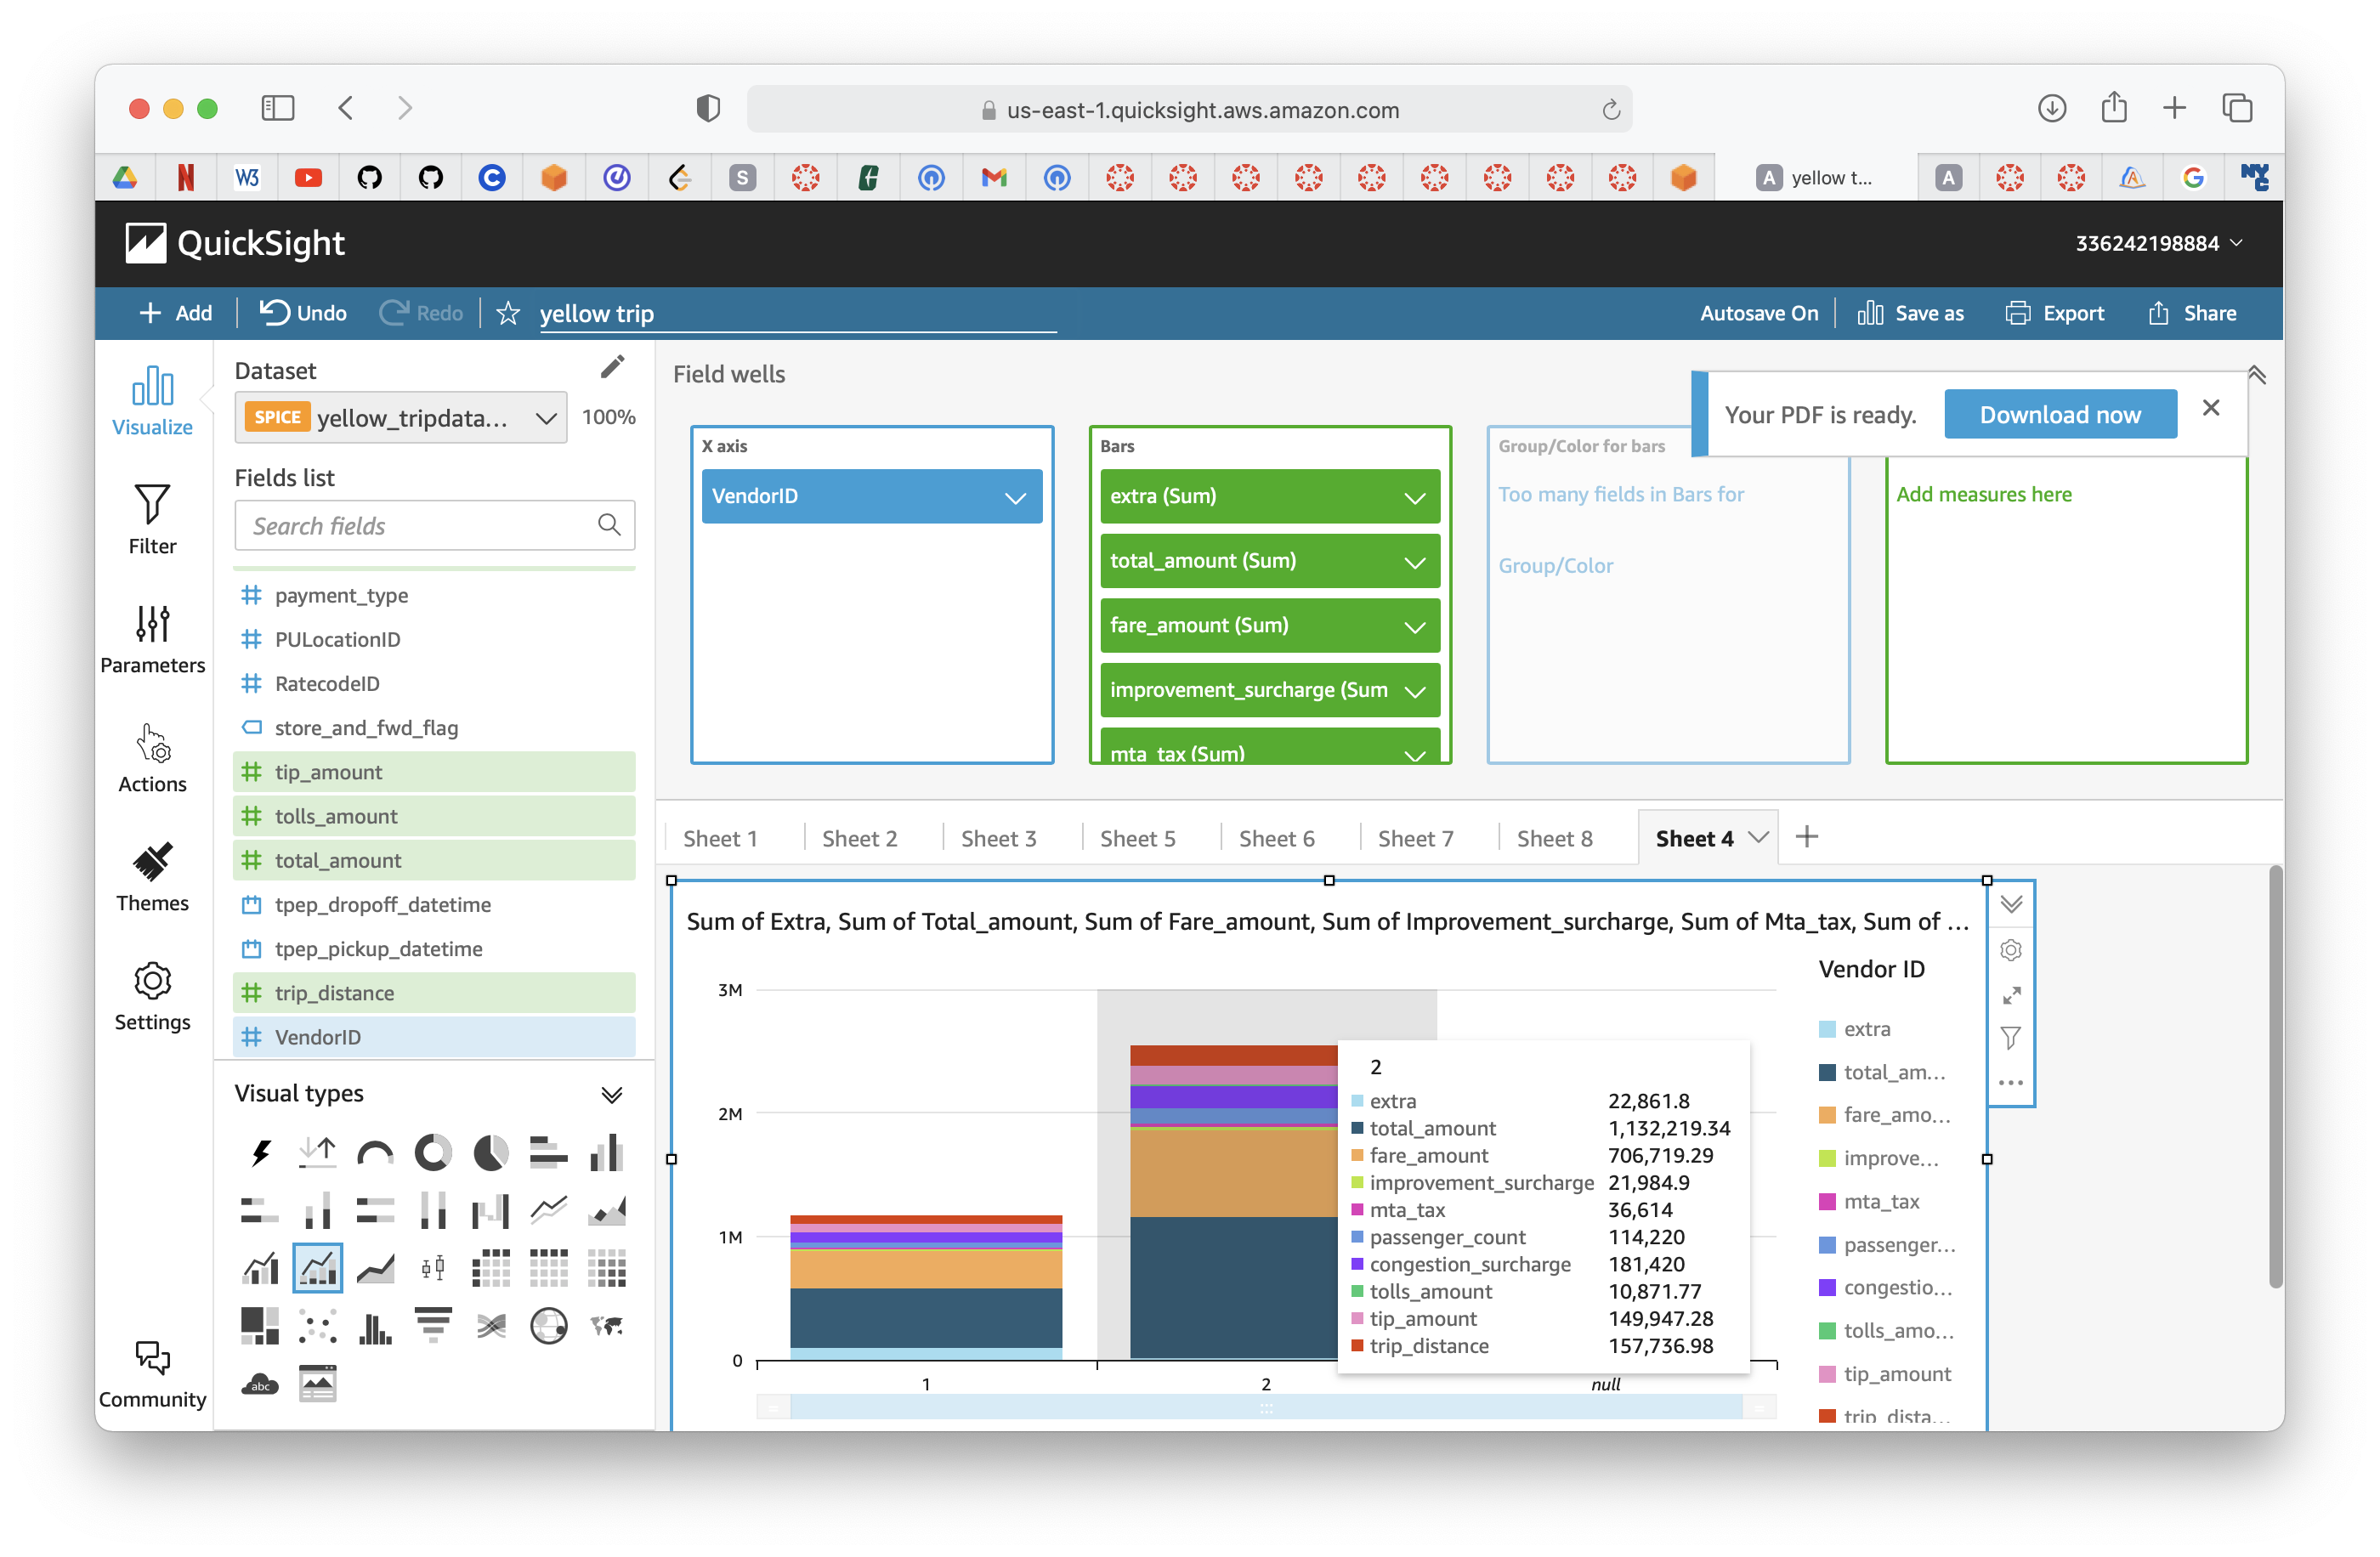 us-east-1.quicksight.aws.amazon.com
N
W3
C
S
A
yellow t...
A
G
NYC
QuickSight
336242198884
Add
Undo
Redo
yellow trip
Autosave On
Save as
Export
Share
Visualize
Filter
Parameters
Actions
Themes
Settings
Community
Dataset
SPICE
yellow_tripdata...
100%
Fields list
Search fields
payment_type
PULocationID
RatecodeID
store_and_fwd_flag
tip_amount
tolls_amount
total_amount
tpep_dropoff_datetime
tpep_pickup_datetime
trip_distance
VendorID
Visual types
abc
Field wells
X axis
VendorID
Bars
extra (Sum)
total_amount (Sum)
fare_amount (Sum)
improvement_surcharge (Sum
mta_tax (Sum)
Group/Color for bars
Too many fields in Bars for
Group/Color
Add measures here
Your PDF is ready.
Download now
Sheet 1
Sheet 2
Sheet 3
Sheet 5
Sheet 6
Sheet 7
Sheet 8
Sheet 4
Sum of Extra, Sum of Total_amount, Sum of Fare_amount, Sum of Improvement_surcharge, Sum of Mta_tax, Sum of ...
3M
2M
1M
0
1
2
null
2
extra 22,861.8
total_amount 1,132,219.34
fare_amount 706,719.29
improvement_surcharge 21,984.9
mta_tax 36,614
passenger_count 114,220
congestion_surcharge 181,420
tolls_amount 10,871.77
tip_amount 149,947.28
trip_distance 157,736.98
Vendor ID
extra
total_am...
fare_amo...
improve...
mta_tax
passenger...
congestio...
tolls_amo...
tip_amount
trip_dista...